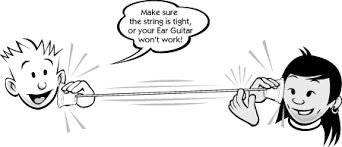 Make sure
the string is tight,
or your Ear Guitar
won't work!